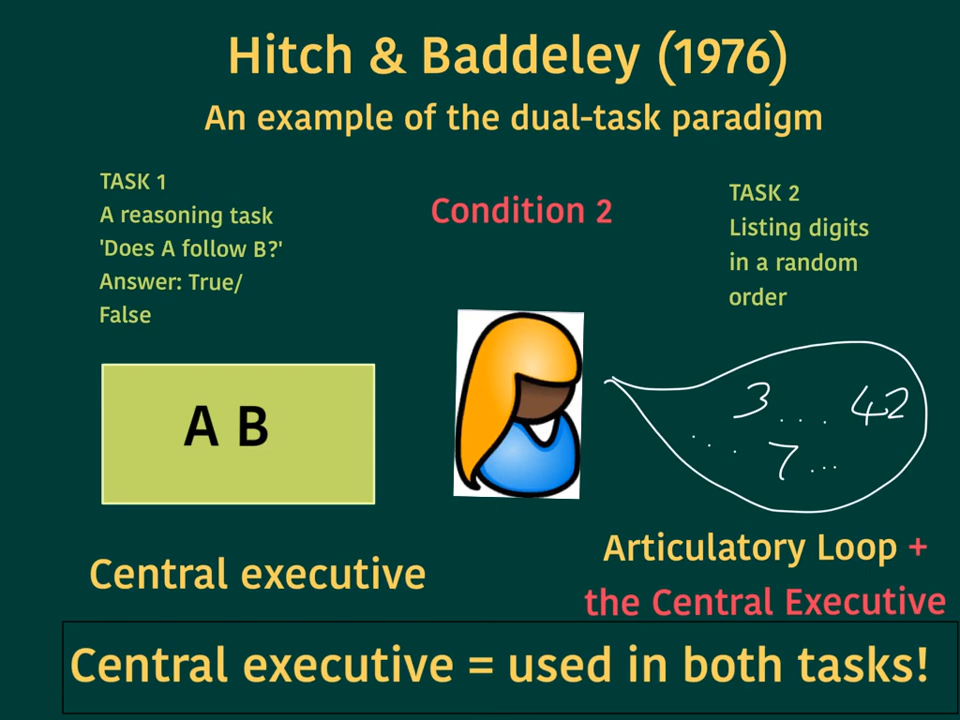 Hitch & Baddeley (1976)
An example of the dual-task paradigm
TASK 1
A reasoning task
'Does A follow B?'
Answer: True/
False
Condition 2
TASK 2
Listing digits
in a random
order
A B
3 . . . 42
. . . 7 ...
Central executive
Articulatory Loop +
the Central Executive
Central executive = used in both tasks!